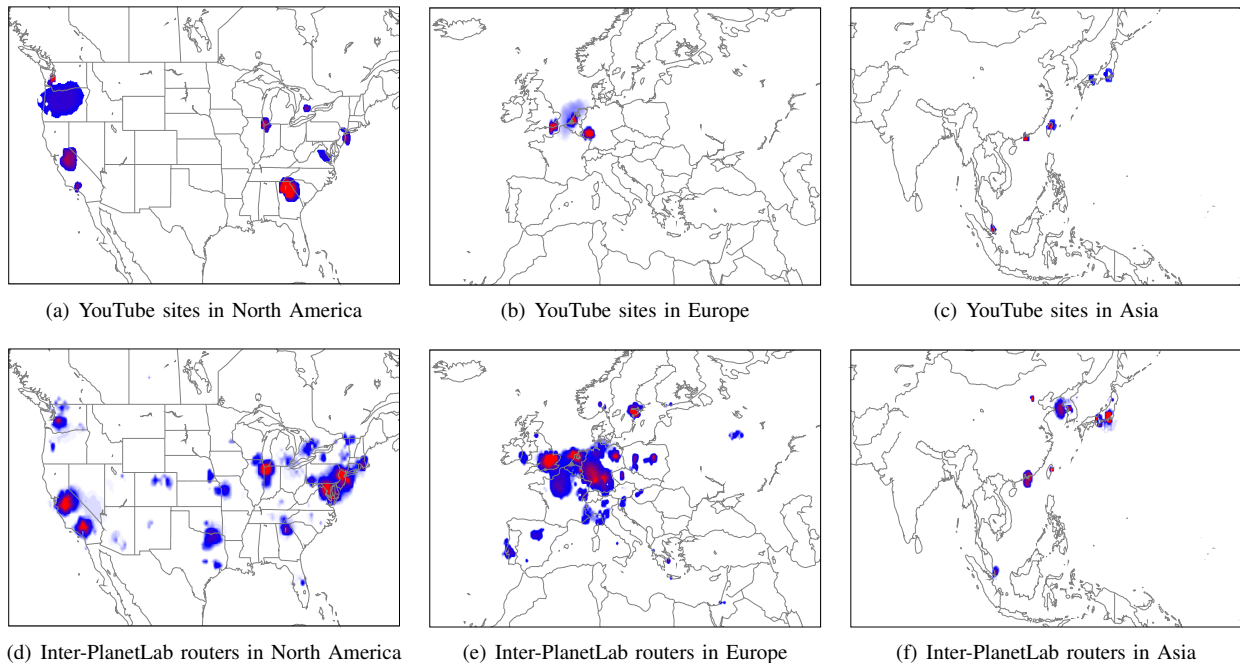 (a) YouTube sites in North America
(b) YouTube sites in Europe
(c) YouTube sites in Asia
(d) Inter-PlanetLab routers in North America
(e) Inter-PlanetLab routers in Europe
(f) Inter-PlanetLab routers in Asia